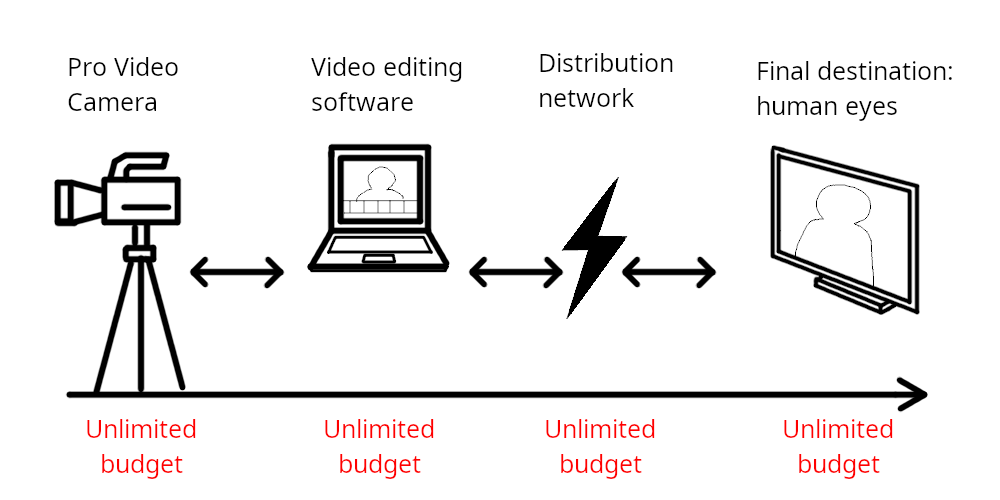 Pro Video
Camera
Video editing
software
Distribution
network
Final destination:
human eyes
Unlimited
budget
Unlimited
budget
Unlimited
budget
Unlimited
budget